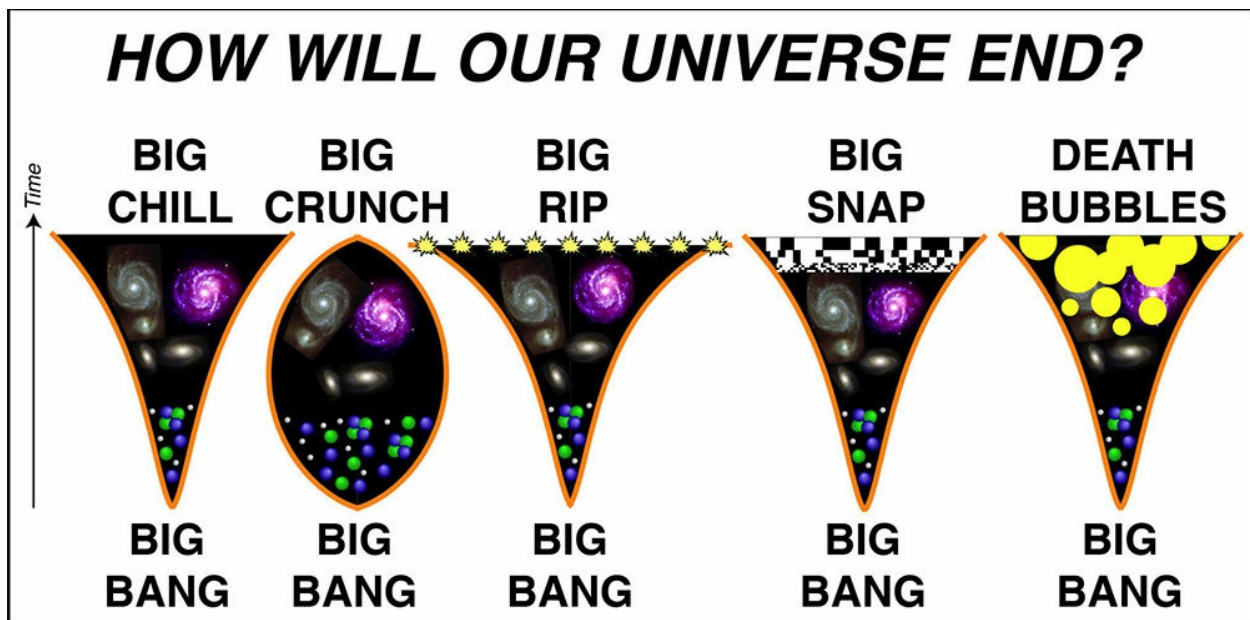 HOW WILL OUR UNIVERSE END?
Time
BIG
CHILL
BIG
CRUNCH
BIG
RIP
BIG
SNAP
DEATH
BUBBLES
BIG
BANG
BIG
BANG
BIG
BANG
BIG
BANG
BIG
BANG